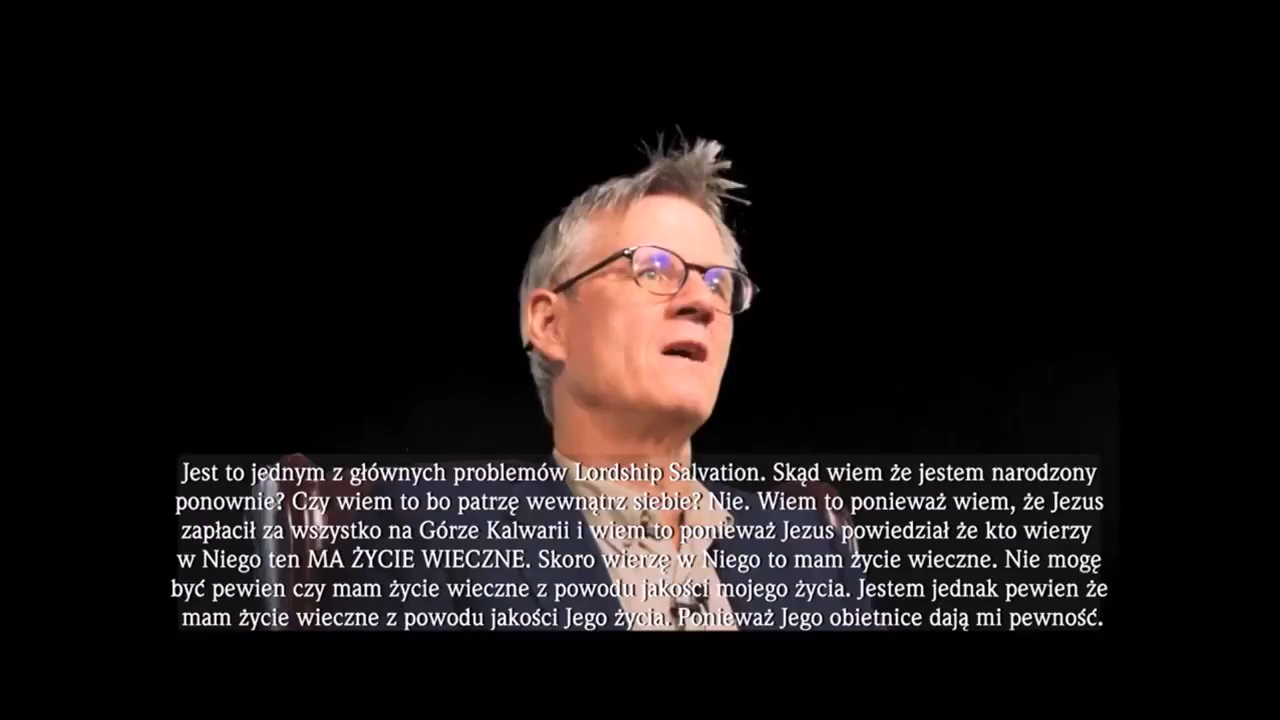 Jest to jednym z głównych problemów Lordship Salvation. Skąd wiem że jestem narodzony
ponownie? Czy wiem to bo patrzę wewnątrz siebie? Nie. Wiem to ponieważ wiem, że Jezus
zapłacił za wszystko na Górze Kalwarii i wiem to ponieważ Jezus powiedział że kto wierzy
w Niego ten MA ŻYCIE WIECZNE. Skoro wierzę w Niego to mam życie wieczne. Nie mogę
być pewien czy mam życie wieczne z powodu jakości mojego życia. Jestem jednak pewien że
mam życie wieczne z powodu jakości Jego życia. Ponieważ Jego obietnice dają mi pewność.